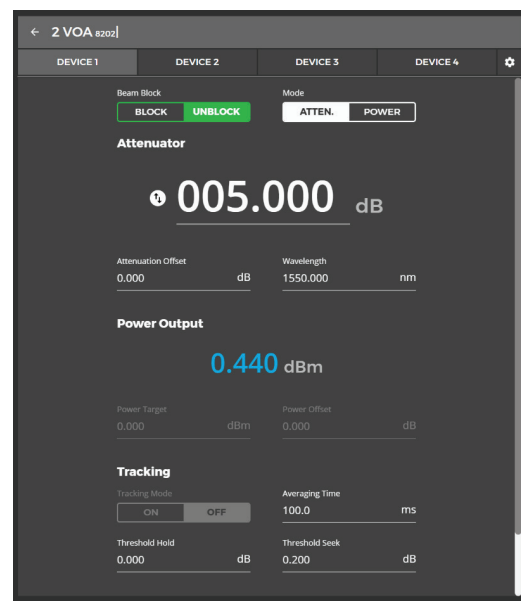 ← 2 VOA 8202
DEVICE 1 DEVICE 2 DEVICE 3 DEVICE 4
Beam Block Mode
BLOCK UNBLOCK ATTEN. POWER
Attenuator
005.000 dB
Attenuation Offset Wavelength
0.000 dB 1550.000 nm
Power Output
0.440 dBm
Power Target Power Offset
0.000 dBm 0.000 dB
Tracking
Tracking Mode Averaging Time
ON OFF 100.0 ms
Threshold Hold Threshold Seek
0.000 dB 0.200 dB